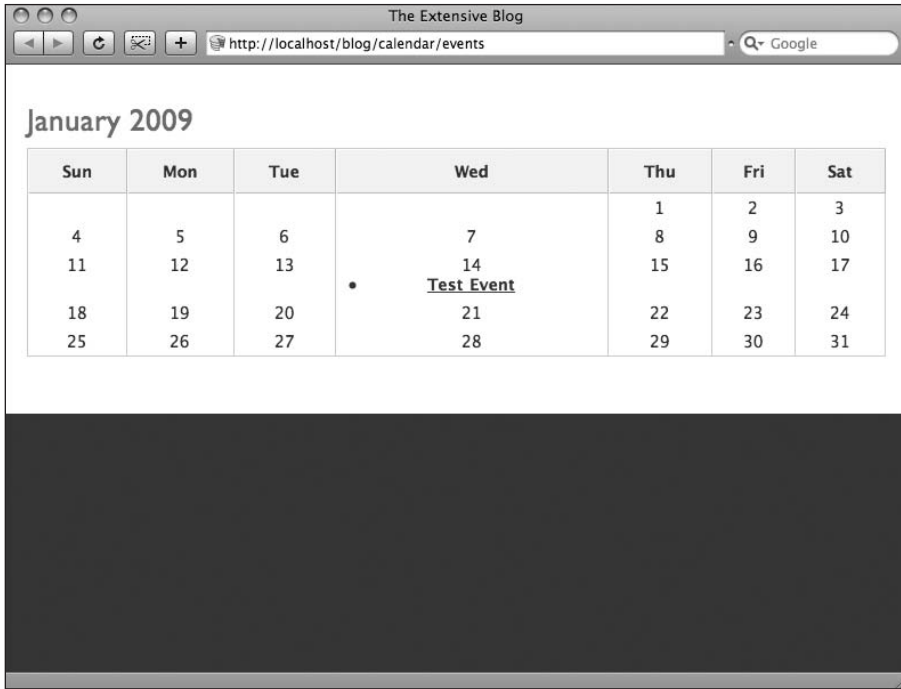 The Extensive Blog
http://localhost/blog/calendar/events
Google
January 2009
Sun Mon Tue Wed Thu Fri Sat
1 2 3
4 5 6 7 8 9 10
11 12 13 14 15 16 17
Test Event
18 19 20 21 22 23 24
25 26 27 28 29 30 31